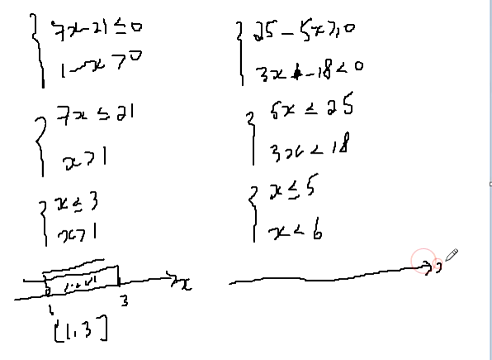 7x-21≤0
1-x>0
7x≤21
x>1
x≤3
x>1
x
1 3
[1,3]
25-5x≥0
3x-18<0
5x≤25
3x<18
x≤5
x<6
x